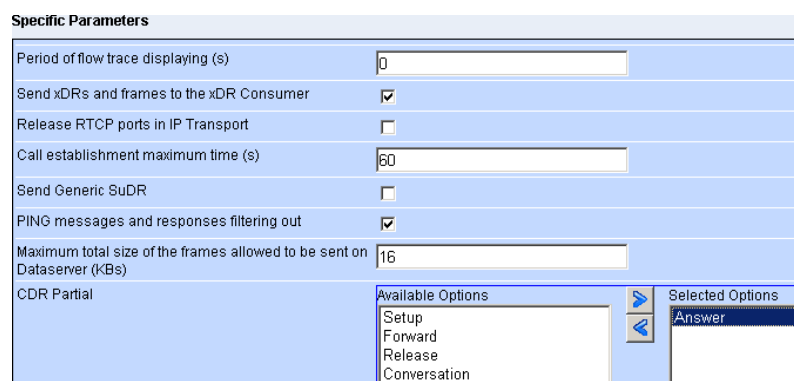 Specific Parameters
Period of flow trace displaying (s)
0
Send xDRs and frames to the xDR Consumer
Release RTCP ports in IP Transport
Call establishment maximum time (s)
60
Send Generic SuDR
PING messages and responses filtering out
Maximum total size of the frames allowed to be sent on
Dataserver (KBs)
16
CDR Partial
Available Options
Setup
Forward
Release
Conversation
Selected Options
Answer